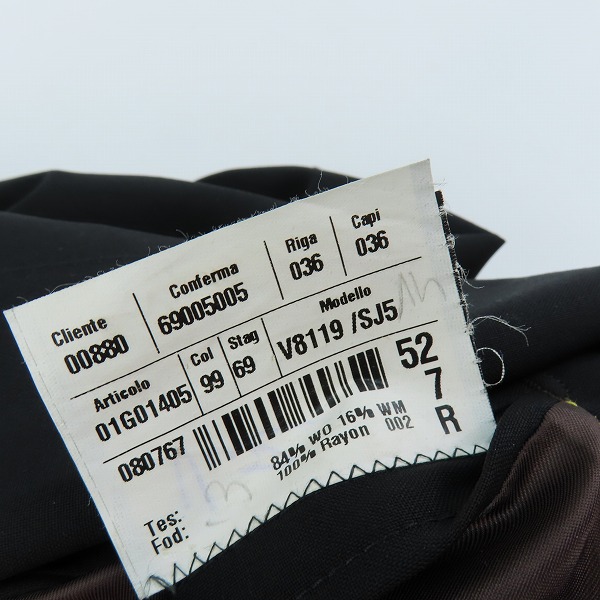 Cliente Conferma Riga Capi
00880 69005005 036 036
Articolo Col Stag Modello
01G01405 99 69 V8119 /SJ5
52
7
R
080767
Tes: 84% WO 16% WM
Fod: 100% Rayon 002